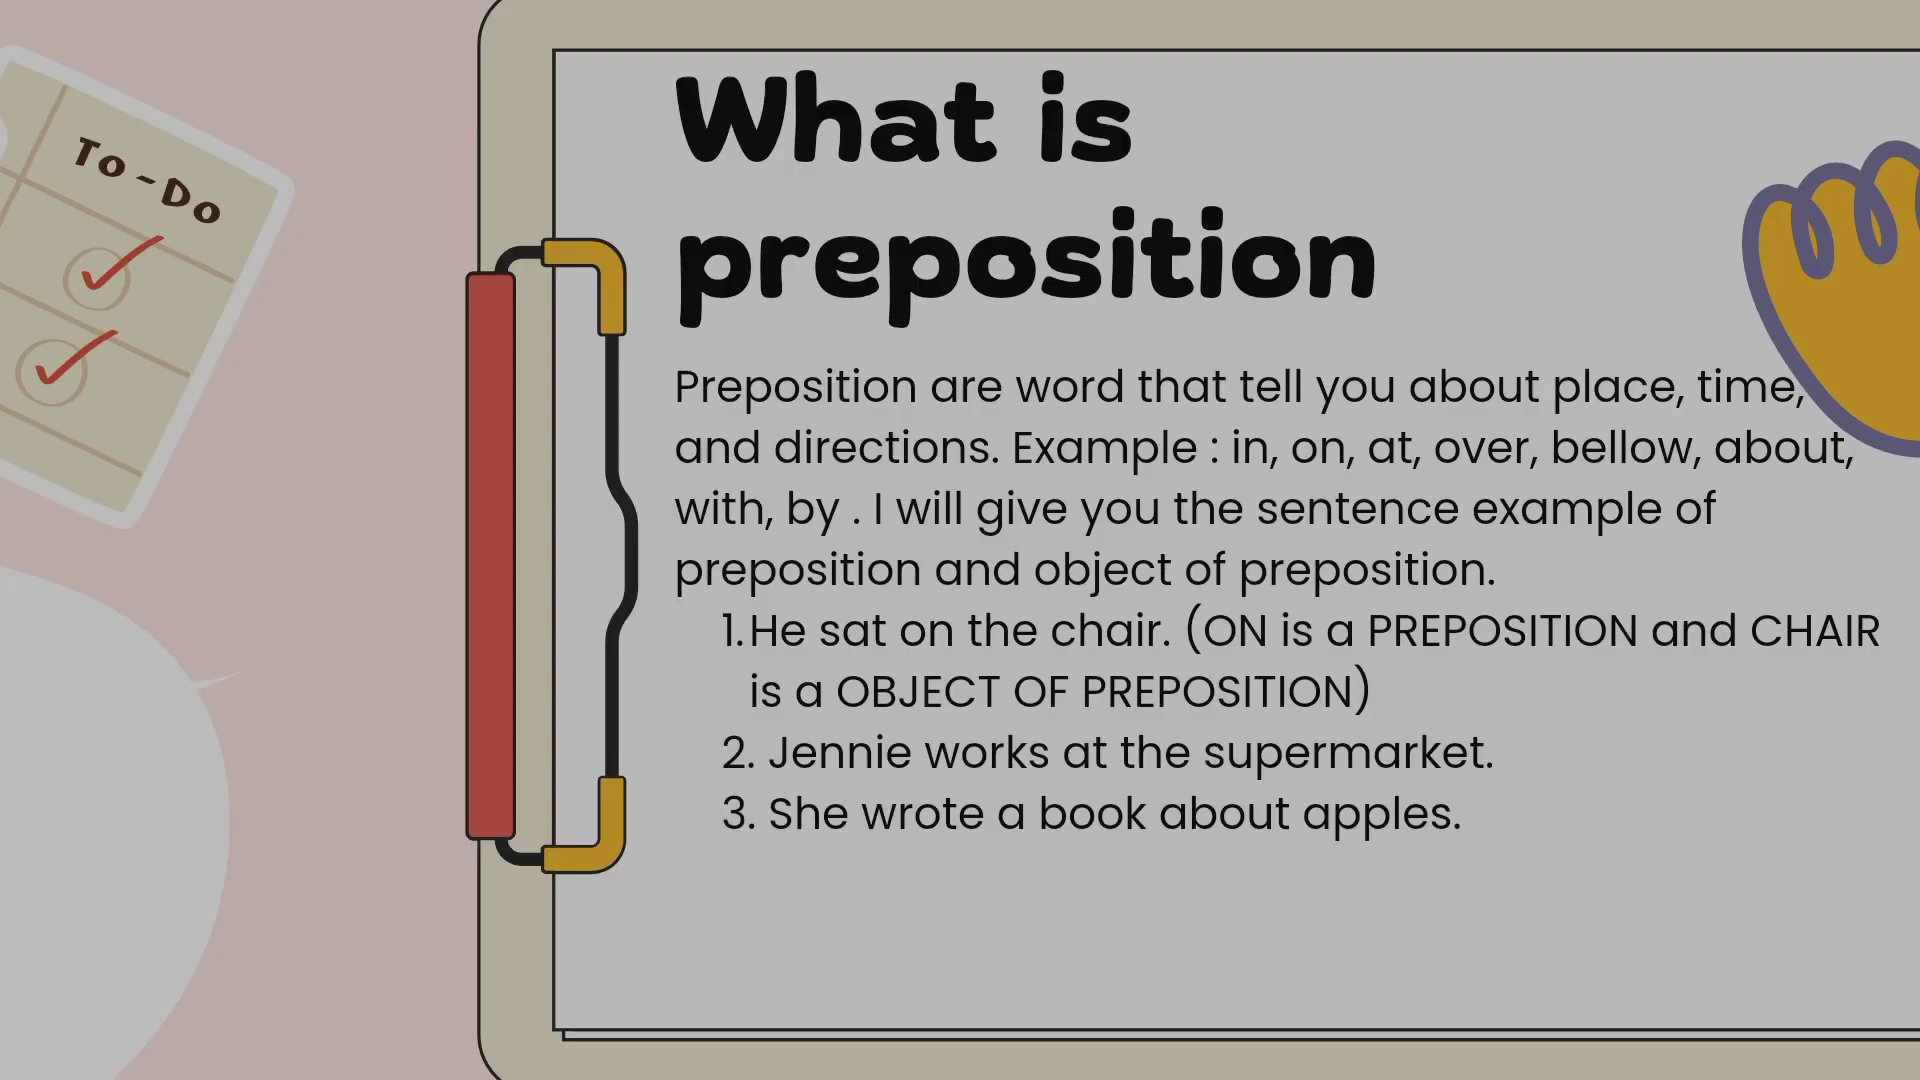 To-Do
What is
preposition
Preposition are word that tell you about place, time,
and directions. Example : in, on, at, over, bellow, about,
with, by . I will give you the sentence example of
preposition and object of preposition.
1. He sat on the chair. (ON is a PREPOSITION and CHAIR
is a OBJECT OF PREPOSITION)
2. Jennie works at the supermarket.
3. She wrote a book about apples.